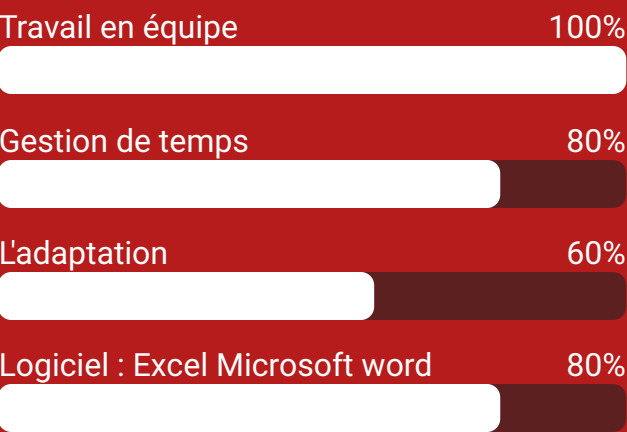 Travail en équipe 100%
Gestion de temps 80%
L'adaptation 60%
Logiciel : Excel Microsoft word 80%